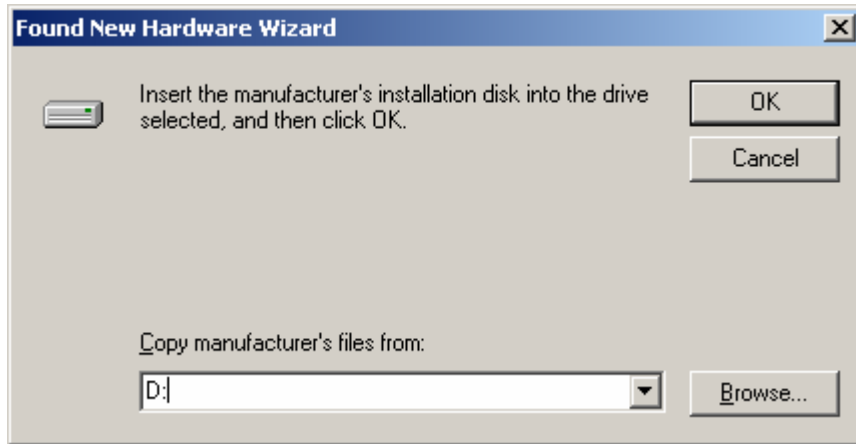 Found New Hardware Wizard
Insert the manufacturer's installation disk into the drive
selected, and then click OK.
OK
Cancel
Copy manufacturer's files from:
D:
Browse...